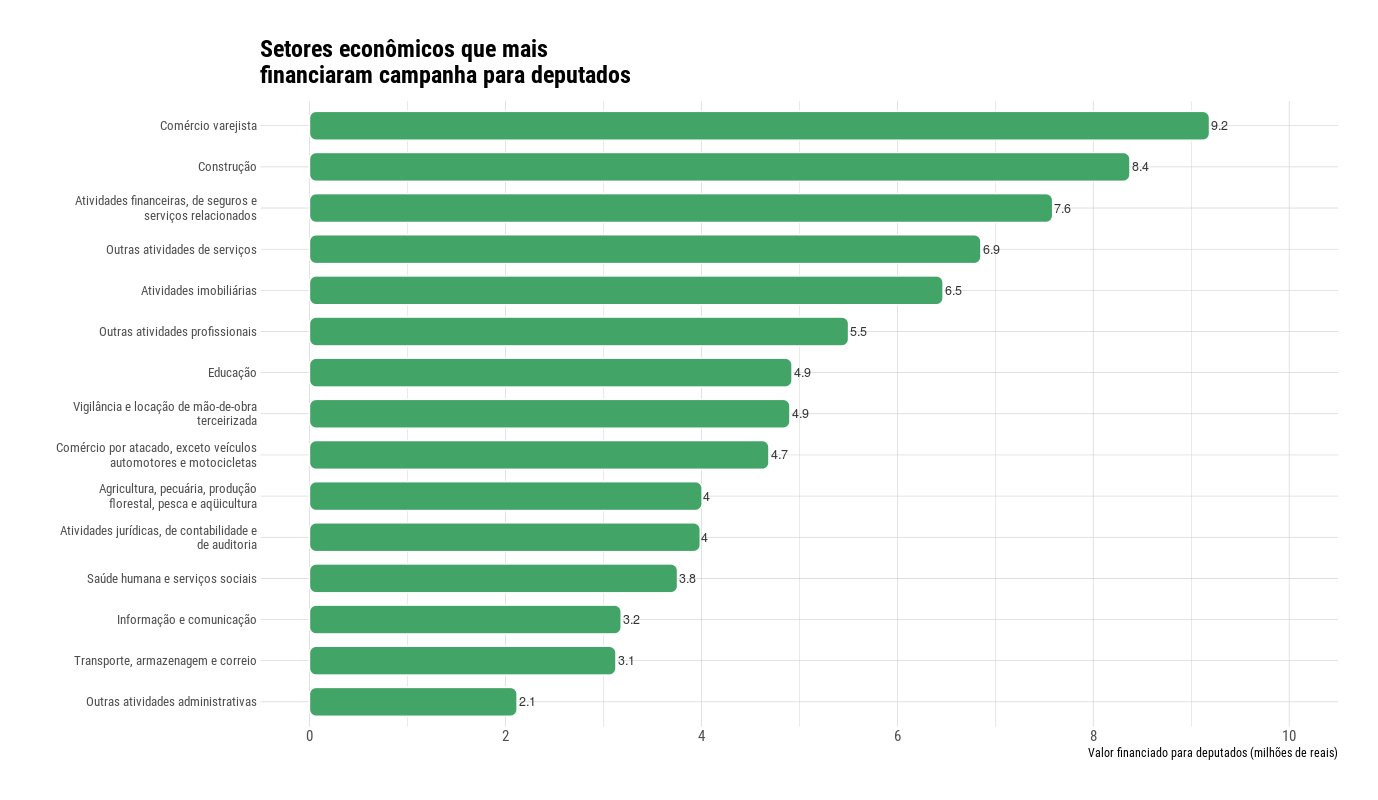 Setores econômicos que mais
financiaram campanha para deputados
Comércio varejista
9.2
Construção
8.4
Atividades financeiras, de seguros e
serviços relacionados
7.6
Outras atividades de serviços
6.9
Atividades imobiliárias
6.5
Outras atividades profissionais
5.5
Educação
4.9
Vigilância e locação de mão-de-obra
terceirizada
4.9
Comércio por atacado, exceto veículos
automotores e motocicletas
4.7
Agricultura, pecuária, produção
florestal, pesca e aqüicultura
4
Atividades jurídicas, de contabilidade e
de auditoria
4
Saúde humana e serviços sociais
3.8
Informação e comunicação
3.2
Transporte, armazenagem e correio
3.1
Outras atividades administrativas
2.1
0 2 4 6 8 10
Valor financiado para deputados (milhões de reais)